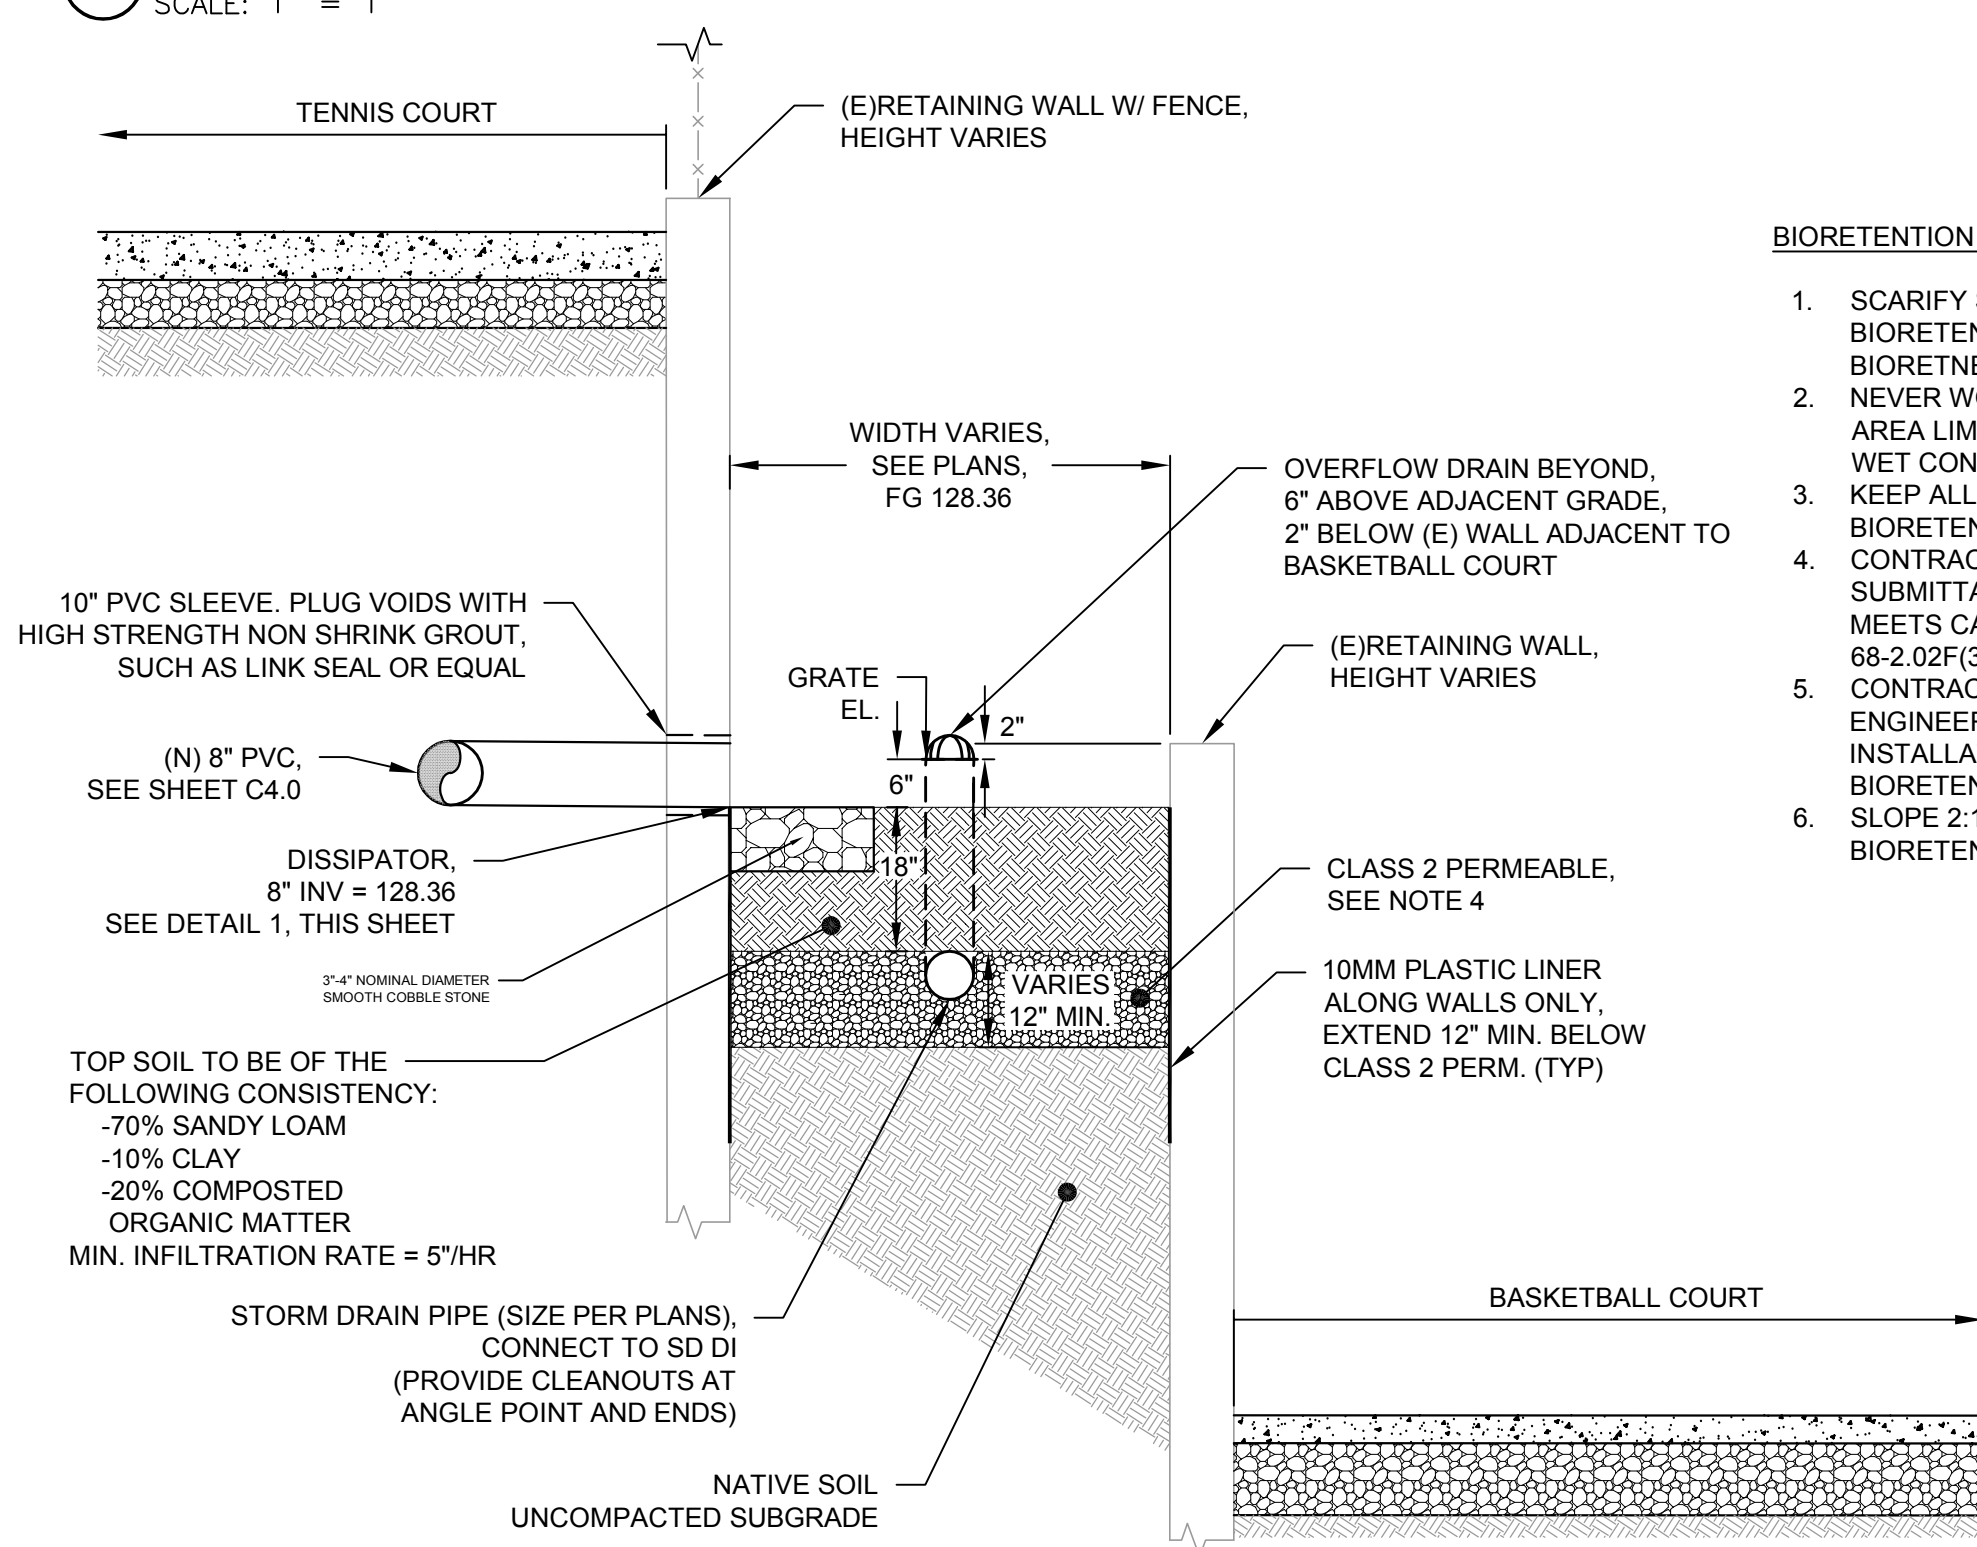 SCALE: 1" = 1'
TENNIS COURT
(E)RETAINING WALL W/ FENCE,
HEIGHT VARIES
WIDTH VARIES,
SEE PLANS,
FG 128.36
OVERFLOW DRAIN BEYOND,
6" ABOVE ADJACENT GRADE,
2" BELOW (E) WALL ADJACENT TO
BASKETBALL COURT
10" PVC SLEEVE. PLUG VOIDS WITH
HIGH STRENGTH NON SHRINK GROUT,
SUCH AS LINK SEAL OR EQUAL
(E)RETAINING WALL,
HEIGHT VARIES
GRATE
EL.
2"
6"
18"
(N) 8" PVC,
SEE SHEET C4.0
DISSIPATOR,
8" INV = 128.36
SEE DETAIL 1, THIS SHEET
3"-4" NOMINAL DIAMETER
SMOOTH COBBLE STONE
CLASS 2 PERMEABLE,
SEE NOTE 4
VARIES
12" MIN.
10MM PLASTIC LINER
ALONG WALLS ONLY,
EXTEND 12" MIN. BELOW
CLASS 2 PERM. (TYP)
TOP SOIL TO BE OF THE
FOLLOWING CONSISTENCY:
-70% SANDY LOAM
-10% CLAY
-20% COMPOSTED
ORGANIC MATTER
MIN. INFILTRATION RATE = 5"/HR
STORM DRAIN PIPE (SIZE PER PLANS),
CONNECT TO SD DI
(PROVIDE CLEANOUTS AT
ANGLE POINT AND ENDS)
NATIVE SOIL
UNCOMPACTED SUBGRADE
BASKETBALL COURT
BIORETENTION
1. SCARIFY
BIORETEN
BIORETNE
2. NEVER WO
AREA LIM
WET CON
3. KEEP ALL
BIORETEN
4. CONTRAC
SUBMITTA
MEETS CA
68-2.02F(3
5. CONTRAC
ENGINEER
INSTALLA
BIORETEN
6. SLOPE 2:1
BIORETEN